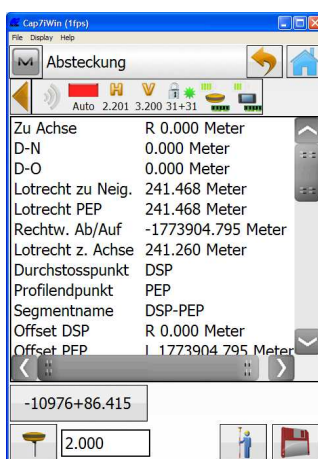 Cap7iWin (1fps)
File Display Help
Absteckung
H V
Auto 2.201 3.200 31+31
Zu Achse R 0.000 Meter
D-N 0.000 Meter
D-O 0.000 Meter
Lotrecht zu Neig. 241.468 Meter
Lotrecht PEP 241.468 Meter
Rechtw. Ab/Auf -1773904.795 Meter
Lotrecht z. Achse 241.260 Meter
Durchstosspunkt DSP
Profilendpunkt PEP
Segmentname DSP-PEP
Offset DSP R 0.000 Meter
Offset PEP L 1773904.795 Meter
-10976+86.415
2.000